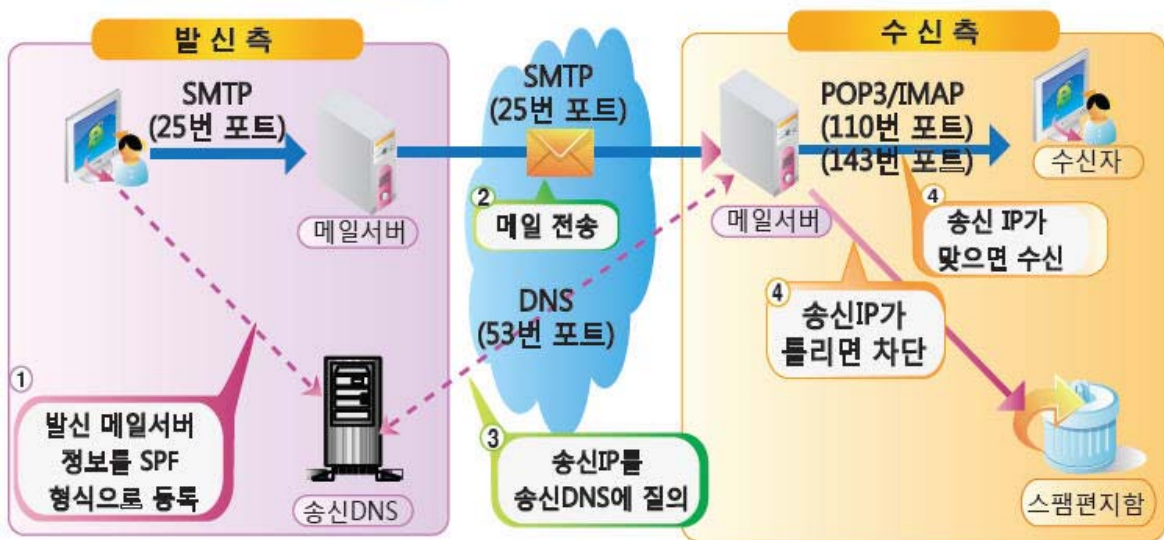 발 신 측
SMTP
(25번 포트)
메일서버
①
발신 메일서버
정보를 SPF
형식으로 등록
송신DNS
SMTP
(25번 포트)
②
메일 전송
DNS
(53번 포트)
③
송신IP를
송신DNS에 질의
수 신 측
메일서버
POP3/IMAP
(110번 포트)
(143번 포트)
수신자
④
송신 IP가
맞으면 수신
④
송신IP가
틀리면 차단
스팸편지함